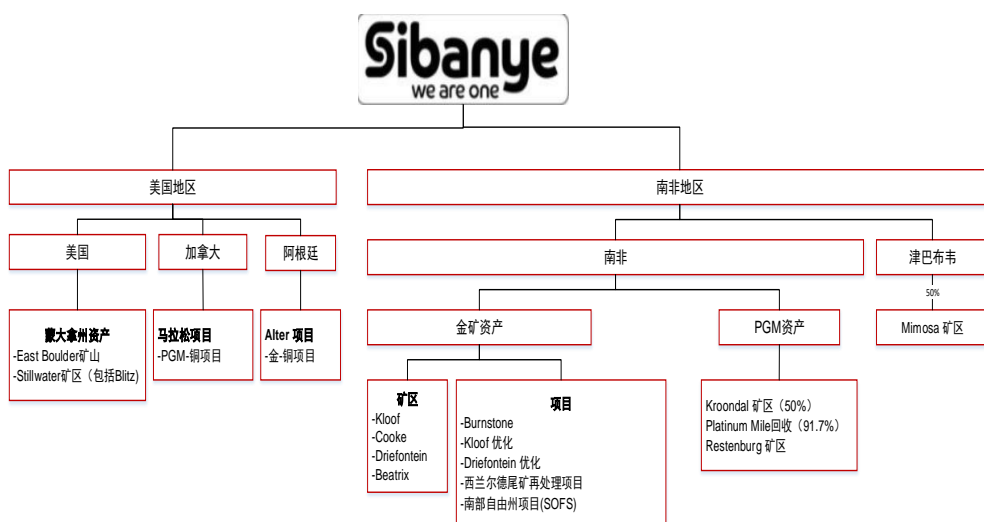 Sibanye
we are one
美国地区
南非地区
美国
加拿大
阿根廷
南非
津巴布韦
50%
蒙大拿州资产
-East Boulder矿山
-Stillwater矿区（包括Blitz)
马拉松项目
-PGM-铜项目
Alter 项目
-金-铜项目
金矿资产
PGM资产
Mimosa 矿区
矿区
-Kloof
-Cooke
-Driefontein
-Beatrix
项目
-Burnstone
-Kloof 优化
-Driefontein 优化
-西兰尔德尾矿再处理项目
-南部自由州项目(SOFS)
Kroondal 矿区（50%）
Platinum Mile回收（91.7%）
Restenburg 矿区